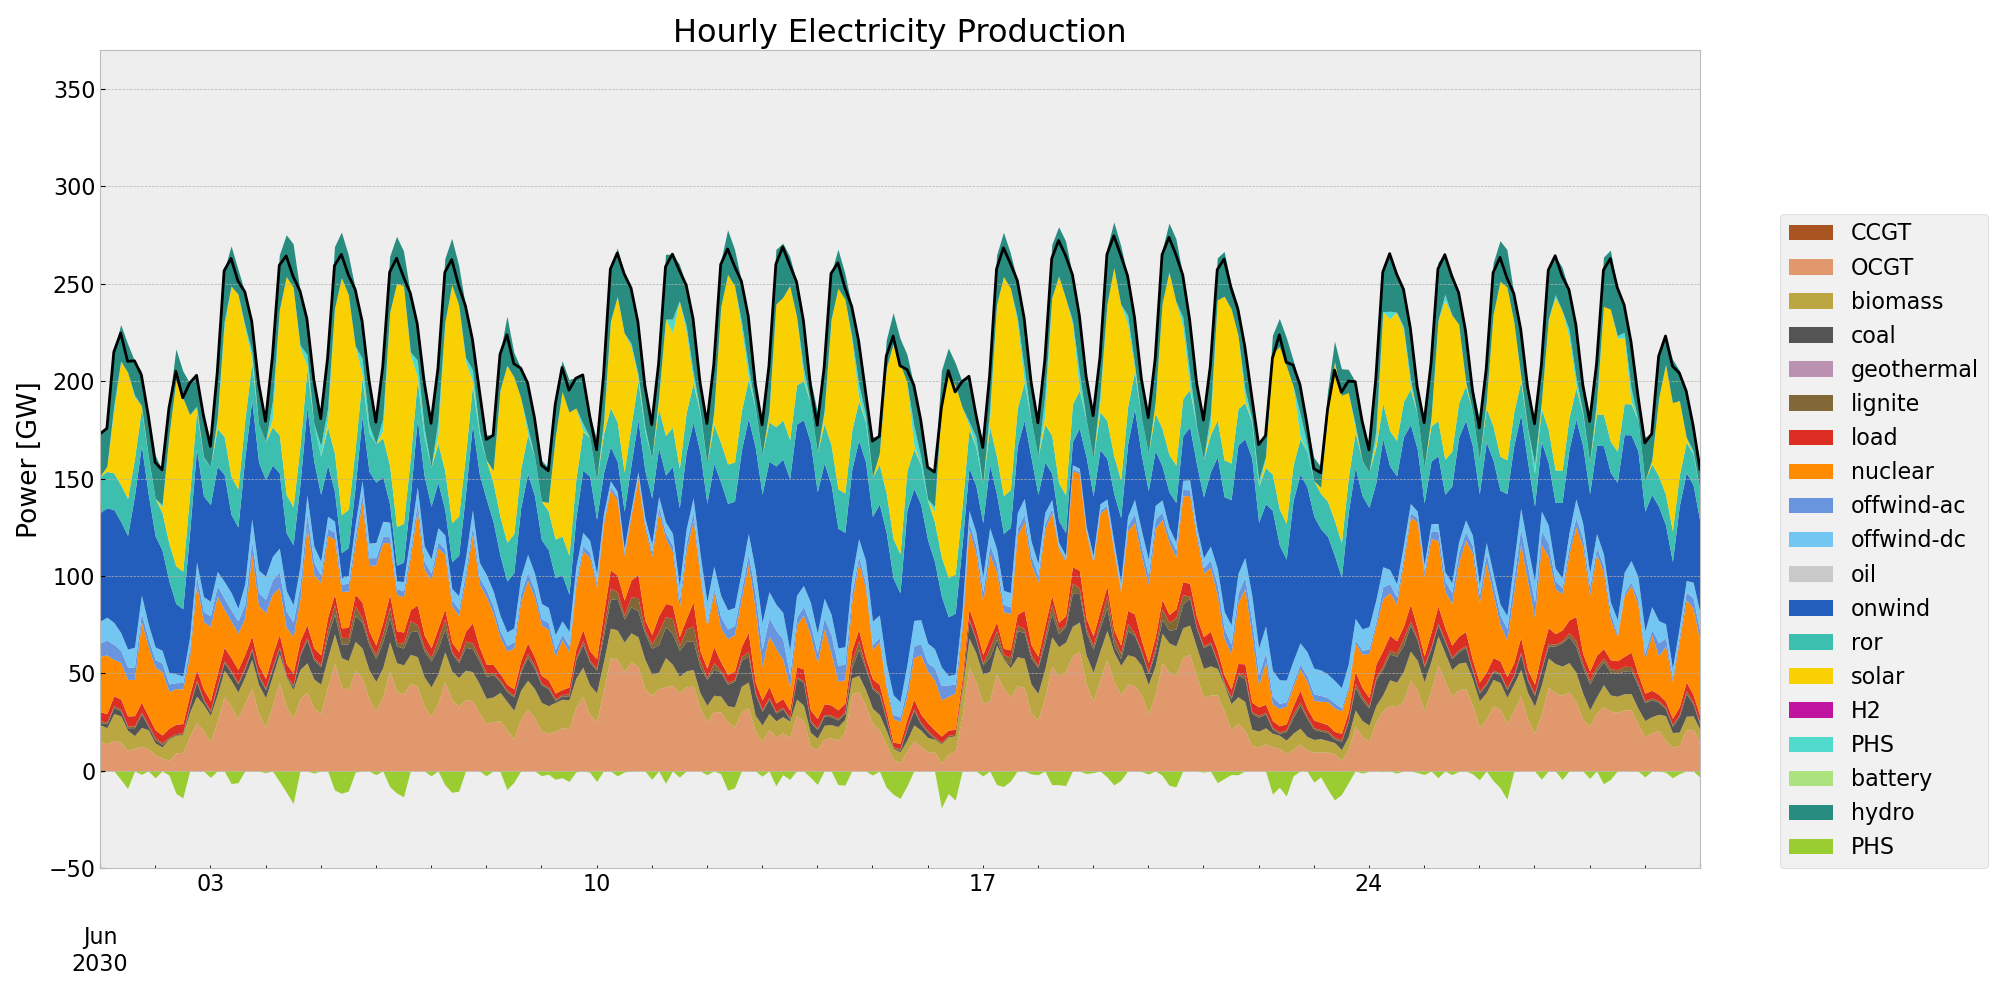 Hourly Electricity Production
Power [GW]
350
300
250
200
150
100
50
0
−50
03
10
17
24
Jun
2030
CCGT
OCGT
biomass
coal
geothermal
lignite
load
nuclear
offwind-ac
offwind-dc
oil
onwind
ror
solar
H2
PHS
battery
hydro
PHS